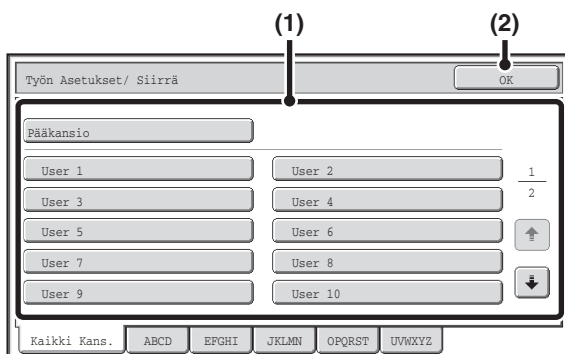 (1) (2)
Työn Asetukset/ Siirrä OK
Pääkansio
User 1 User 2 1
User 3 User 4 2
User 5 User 6
User 7 User 8
User 9 User 10
Kaikki Kans. ABCD EFGHI JKLMN OPQRST UVWXYZ